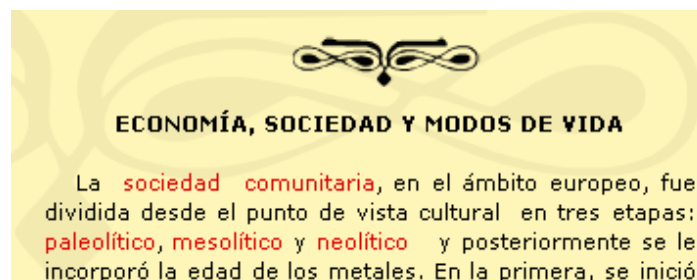 ECONOMÍA, SOCIEDAD Y MODOS DE VIDA
La sociedad comunitaria, en el ámbito europeo, fue
dividida desde el punto de vista cultural en tres etapas:
paleolítico, mesolítico y neolítico y posteriormente se le
incorporó la edad de los metales. En la primera, se inició